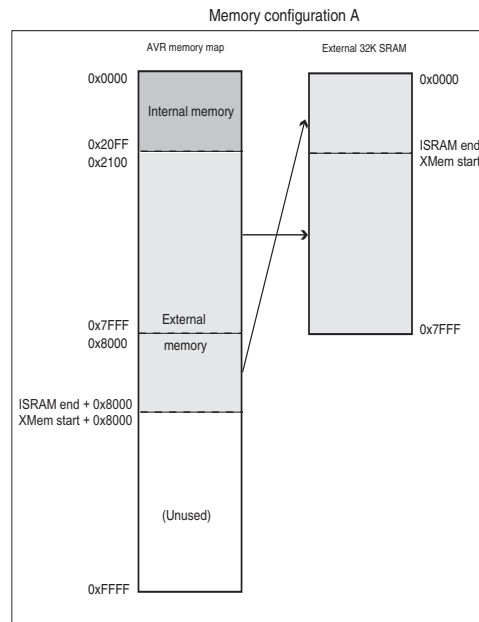 Memory configuration A
AVR memory map
External 32K SRAM
0x0000
Internal memory
0x20FF
0x2100
0x7FFF
External
0x8000
memory
ISRAM end + 0x8000
XMem start + 0x8000
(Unused)
0xFFFF
0x0000
ISRAM end
XMem start
0x7FFF